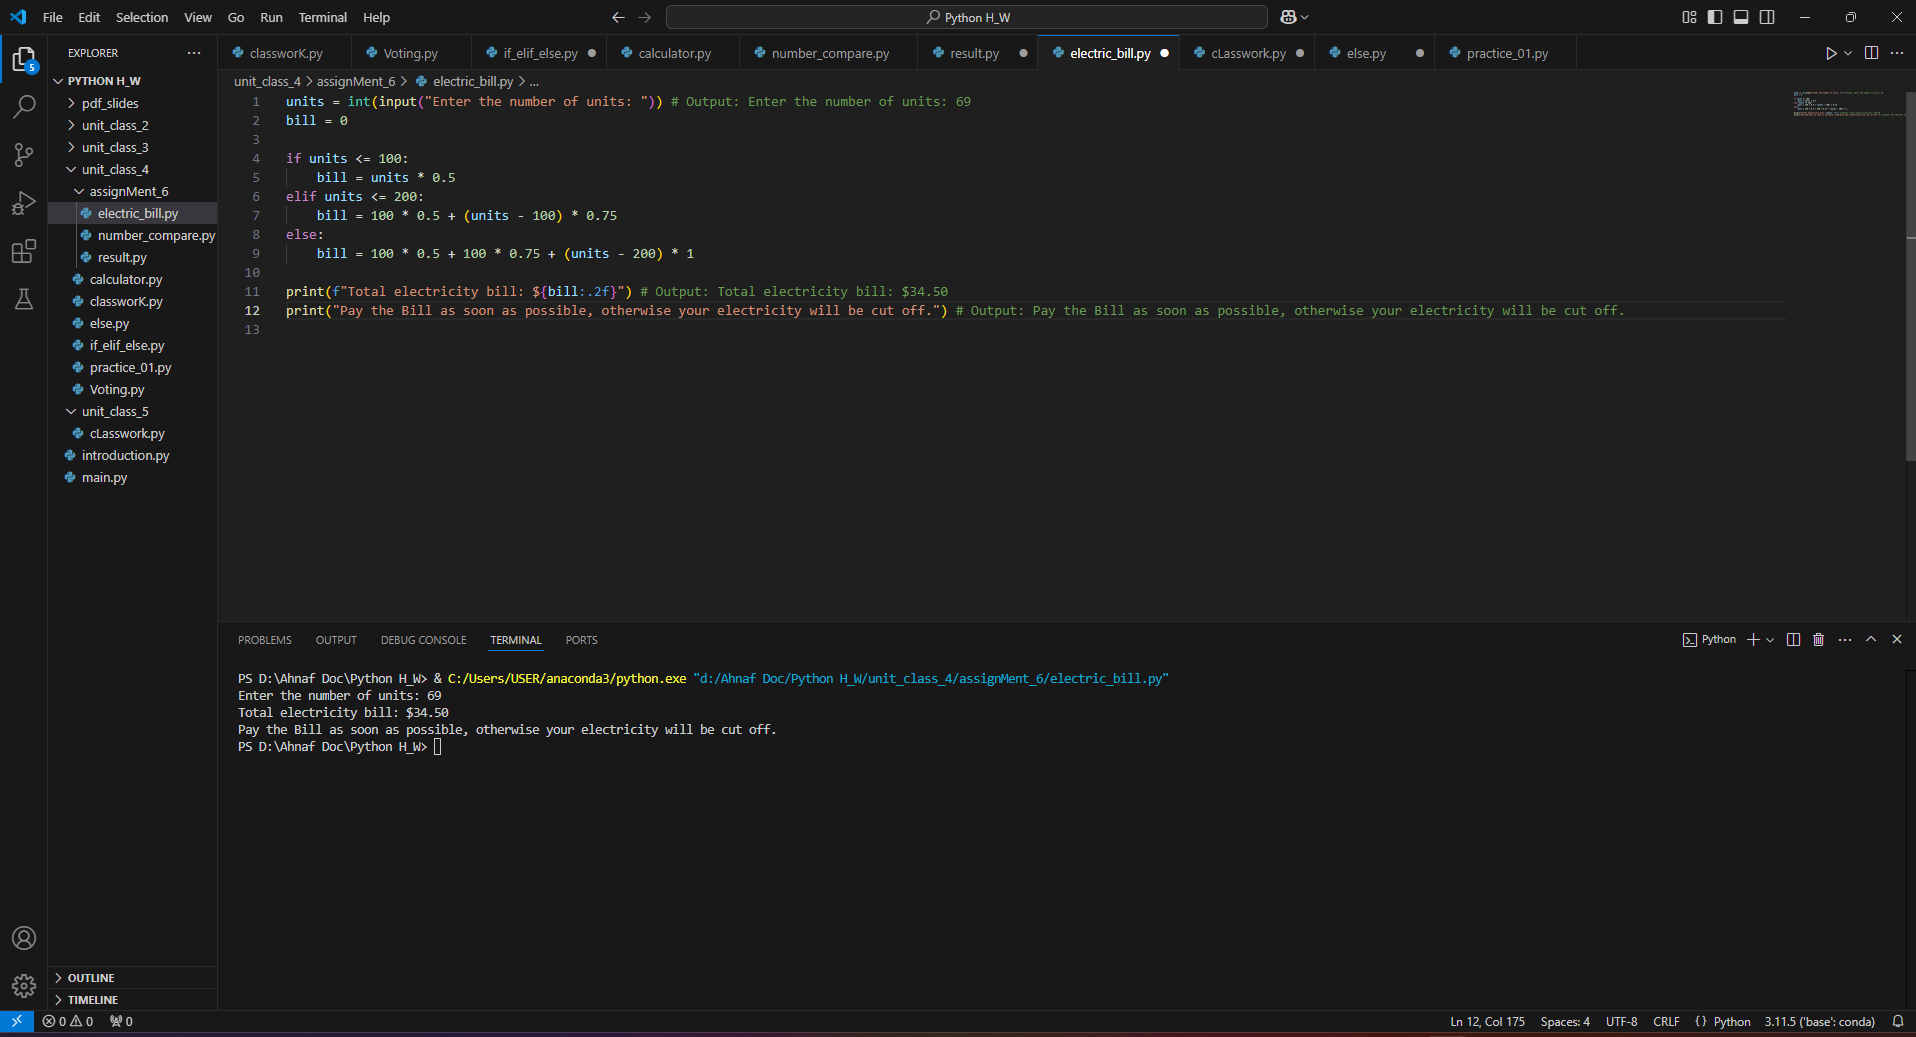 File Edit Selection View Go Run Terminal Help
Python H_W
EXPLORER
PYTHON H_W
pdf_slides
unit_class_2
unit_class_3
unit_class_4
assignMent_6
electric_bill.py
number_compare.py
result.py
calculator.py
classworK.py
else.py
if_elif_else.py
practice_01.py
Voting.py
unit_class_5
cLasswork.py
introduction.py
main.py
OUTLINE
TIMELINE
5
classworK.py Voting.py if_elif_else.py calculator.py number_compare.py result.py electric_bill.py cLasswork.py else.py practice_01.py
unit_class_4 > assignMent_6 > electric_bill.py > ...
1 units = int(input("Enter the number of units: ")) # Output: Enter the number of units: 69
2 bill = 0
3
4 if units <= 100:
5     bill = units * 0.5
6 elif units <= 200:
7     bill = 100 * 0.5 + (units - 100) * 0.75
8 else:
9     bill = 100 * 0.5 + 100 * 0.75 + (units - 200) * 1
10
11 print(f"Total electricity bill: ${bill:.2f}") # Output: Total electricity bill: $34.50
12 print("Pay the Bill as soon as possible, otherwise your electricity will be cut off.") # Output: Pay the Bill as soon as possible, otherwise your electricity will be cut off.
13
PROBLEMS OUTPUT DEBUG CONSOLE TERMINAL PORTS
Python
PS D:\Ahnaf Doc\Python H_W> & C:/Users/USER/anaconda3/python.exe "d:/Ahnaf Doc/Python H_W/unit_class_4/assignMent_6/electric_bill.py"
Enter the number of units: 69
Total electricity bill: $34.50
Pay the Bill as soon as possible, otherwise your electricity will be cut off.
PS D:\Ahnaf Doc\Python H_W>
0 0 0
Ln 12, Col 175 Spaces: 4 UTF-8 CRLF {} Python 3.11.5 ('base': conda)